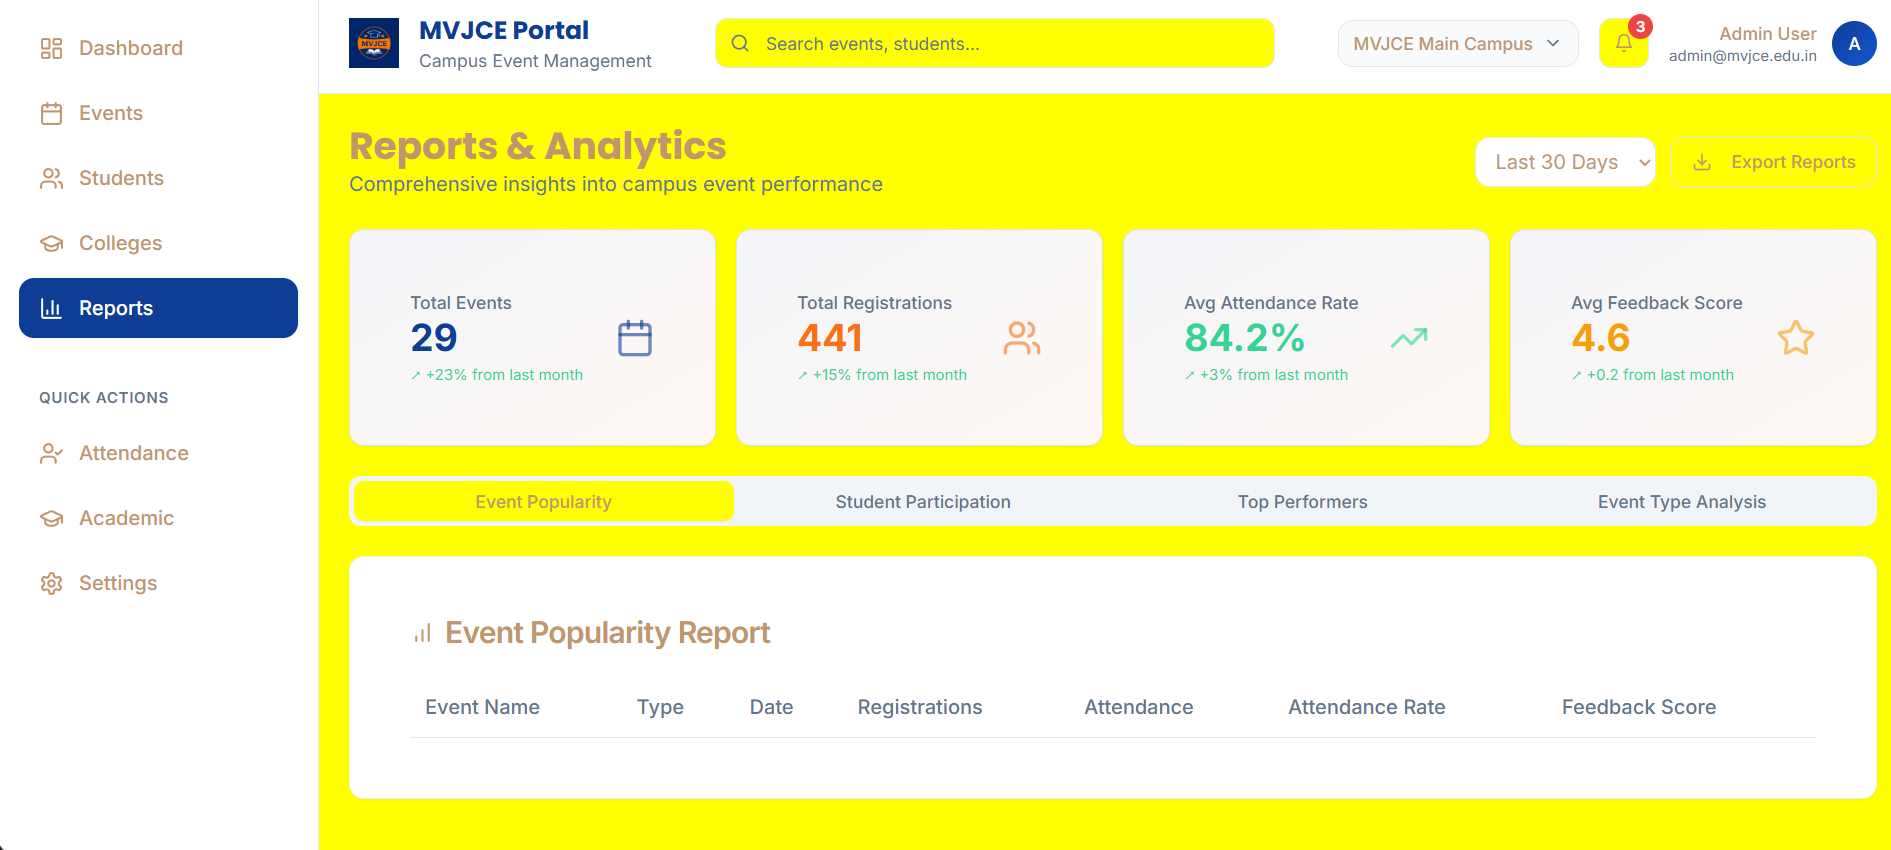 Dashboard
Events
Students
Colleges
Reports
QUICK ACTIONS
Attendance
Academic
Settings
MVJCE
MVJCE Portal
Campus Event Management
Search events, students...
MVJCE Main Campus
3
Admin User
admin@mvjce.edu.in
A
Reports & Analytics
Comprehensive insights into campus event performance
Last 30 Days
Export Reports
Total Events
29
↗ +23% from last month
Total Registrations
441
↗ +15% from last month
Avg Attendance Rate
84.2%
↗ +3% from last month
Avg Feedback Score
4.6
↗ +0.2 from last month
Event Popularity
Student Participation
Top Performers
Event Type Analysis
Event Popularity Report
Event Name Type Date Registrations Attendance Attendance Rate Feedback Score